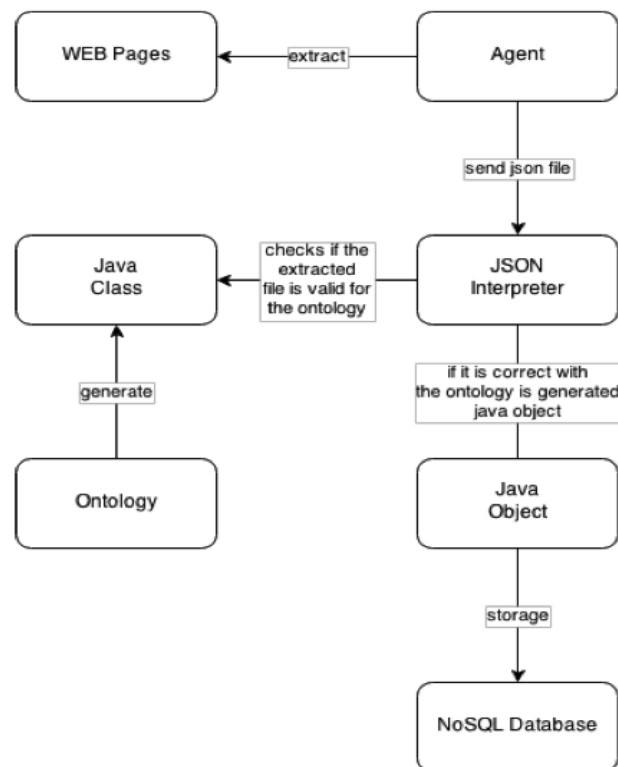 WEB Pages
extract
Agent
send json file
Java
Class
checks if the
extracted
file is valid for
the ontology
JSON
Interpreter
generate
if it is correct with
the ontology is generated
java object
Ontology
Java
Object
storage
NoSQL Database